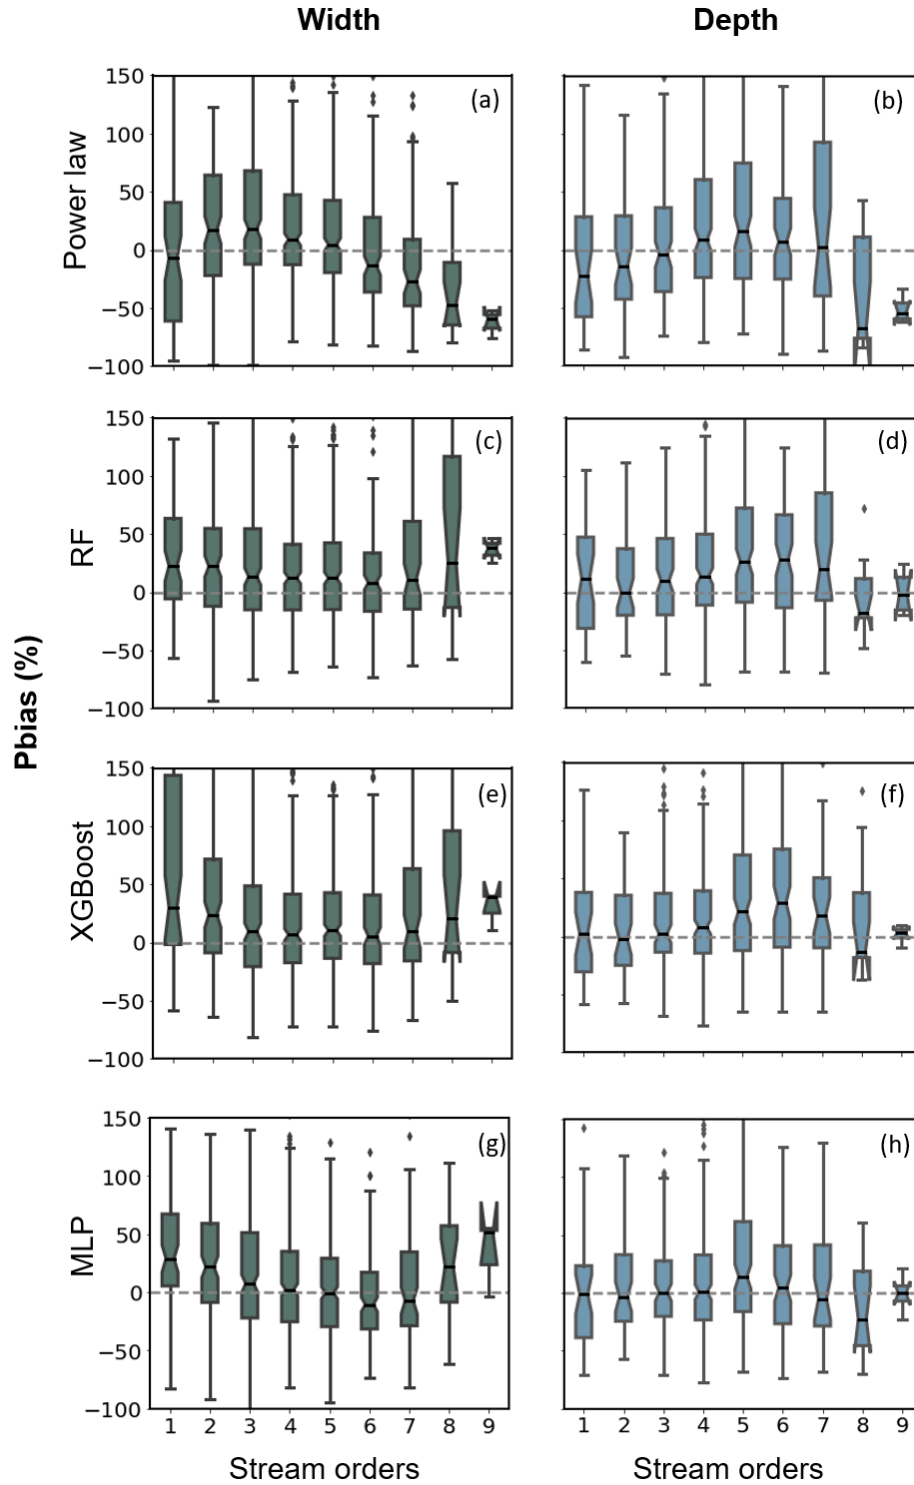 Width Depth
Power law
150
100
50
0
−50
−100
(a)
(b)
RF
150
100
50
0
−50
−100
(c)
(d)
Pbias (%)
XGBoost
150
100
50
0
−50
−100
(e)
(f)
MLP
150
100
50
0
−50
−100
(g)
(h)
1 2 3 4 5 6 7 8 9
1 2 3 4 5 6 7 8 9
Stream orders Stream orders